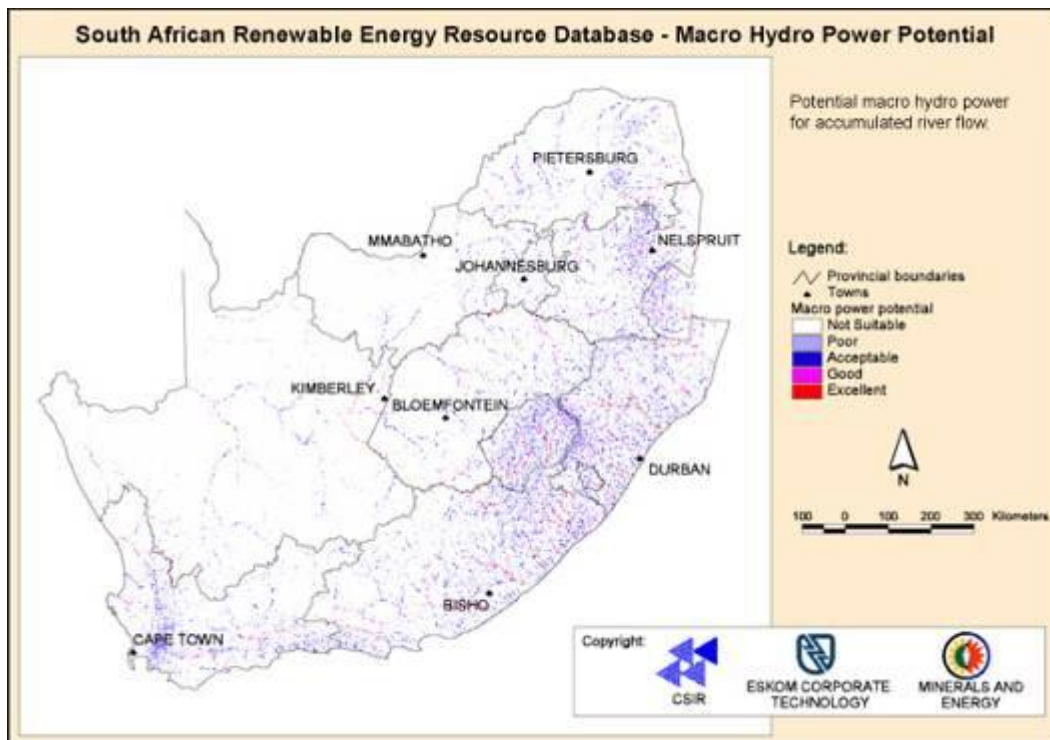 South African Renewable Energy Resource Database - Macro Hydro Power Potential
Potential macro hydro power
for accumulated river flow.
PIETERSBURG
MMABATHO
NELSPRUIT
JOHANNESBURG
KIMBERLEY
BLOEMFONTEIN
DURBAN
BISHO
CAPE TOWN
Legend:
Provincial boundaries
Towns
Macro power potential
Not Suitable
Poor
Acceptable
Good
Excellent
N
100 0 100 200 300 Kilometers
Copyright:
CSIR
ESKOM CORPORATE
TECHNOLOGY
MINERALS AND
ENERGY